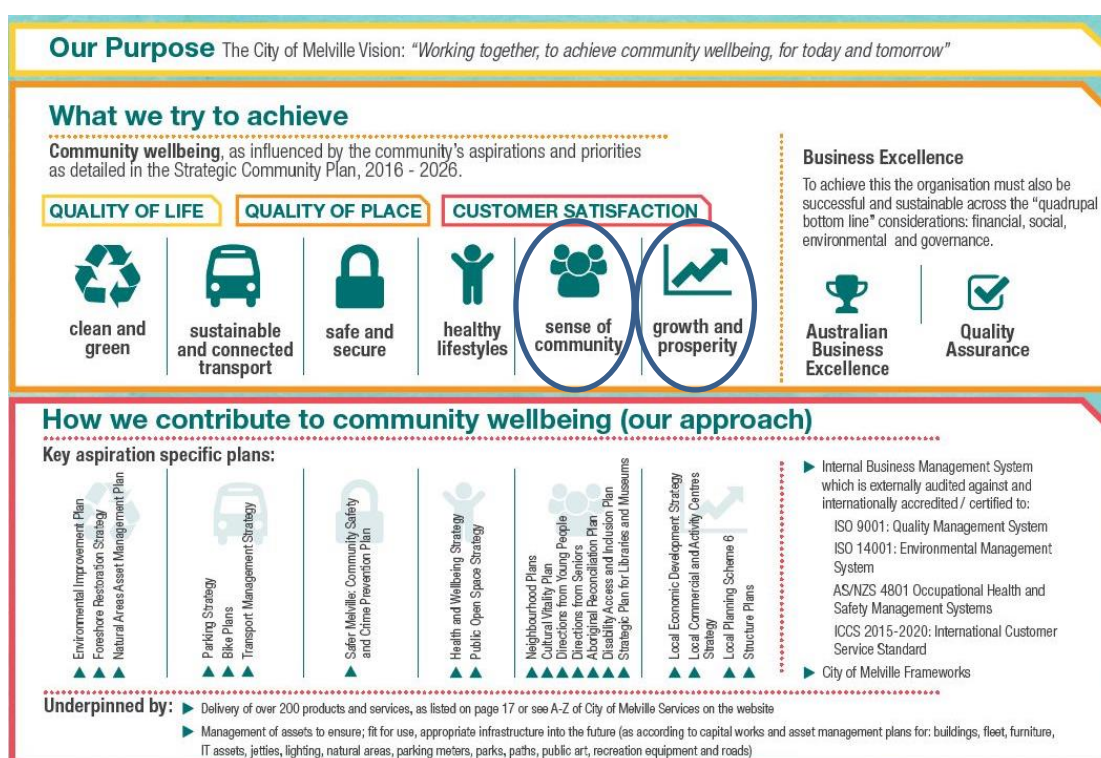 Our Purpose The City of Melville Vision: "Working together, to achieve community wellbeing, for today and tomorrow"
What we try to achieve
Community wellbeing, as influenced by the community's aspirations and priorities
as detailed in the Strategic Community Plan, 2016 - 2026.
QUALITY OF LIFE
QUALITY OF PLACE
CUSTOMER SATISFACTION
clean and
green
sustainable
and connected
transport
safe and
secure
healthy
lifestyles
sense of
community
growth and
prosperity
Business Excellence
To achieve this the organisation must also be
successful and sustainable across the "quadrupal
bottom line" considerations: financial, social,
environmental and governance.
Australian
Business
Excellence
Quality
Assurance
How we contribute to community wellbeing (our approach)
Key aspiration specific plans:
Environmental Improvement Plan
Foreshore Restoration Strategy
Natural Areas Asset Management Plan
Parking Strategy
Bike Plans
Transport Management Strategy
Safer Melville: Community Safety
and Crime Prevention Plan
Health and Wellbeing Strategy
Public Open Space Strategy
Neighbourhood Plans
Cultural Vitality Plan
Directions from Young People
Directions from Seniors
Aboriginal Reconciliation Plan
Disability Access and Inclusion Plan
Strategic Plan for Libraries and Museums
Local Economic Development Strategy
Local Commercial and Activity Centres
Strategy
Local Planning Scheme 6
Structure Plans
Internal Business Management System
which is externally audited against and
internationally accredited / certified to:
ISO 9001: Quality Management System
ISO 14001: Environmental Management
System
AS/NZS 4801 Occupational Health and
Safety Management Systems
ICCS 2015-2020: International Customer
Service Standard
City of Melville Frameworks
Underpinned by:
Delivery of over 200 products and services, as listed on page 17 or see A-Z of City of Melville Services on the website
Management of assets to ensure; fit for use, appropriate infrastructure into the future (as according to capital works and asset management plans for: buildings, fleet, furniture,
IT assets, jetties, lighting, natural areas, parking meters, parks, paths, public art, recreation equipment and roads)